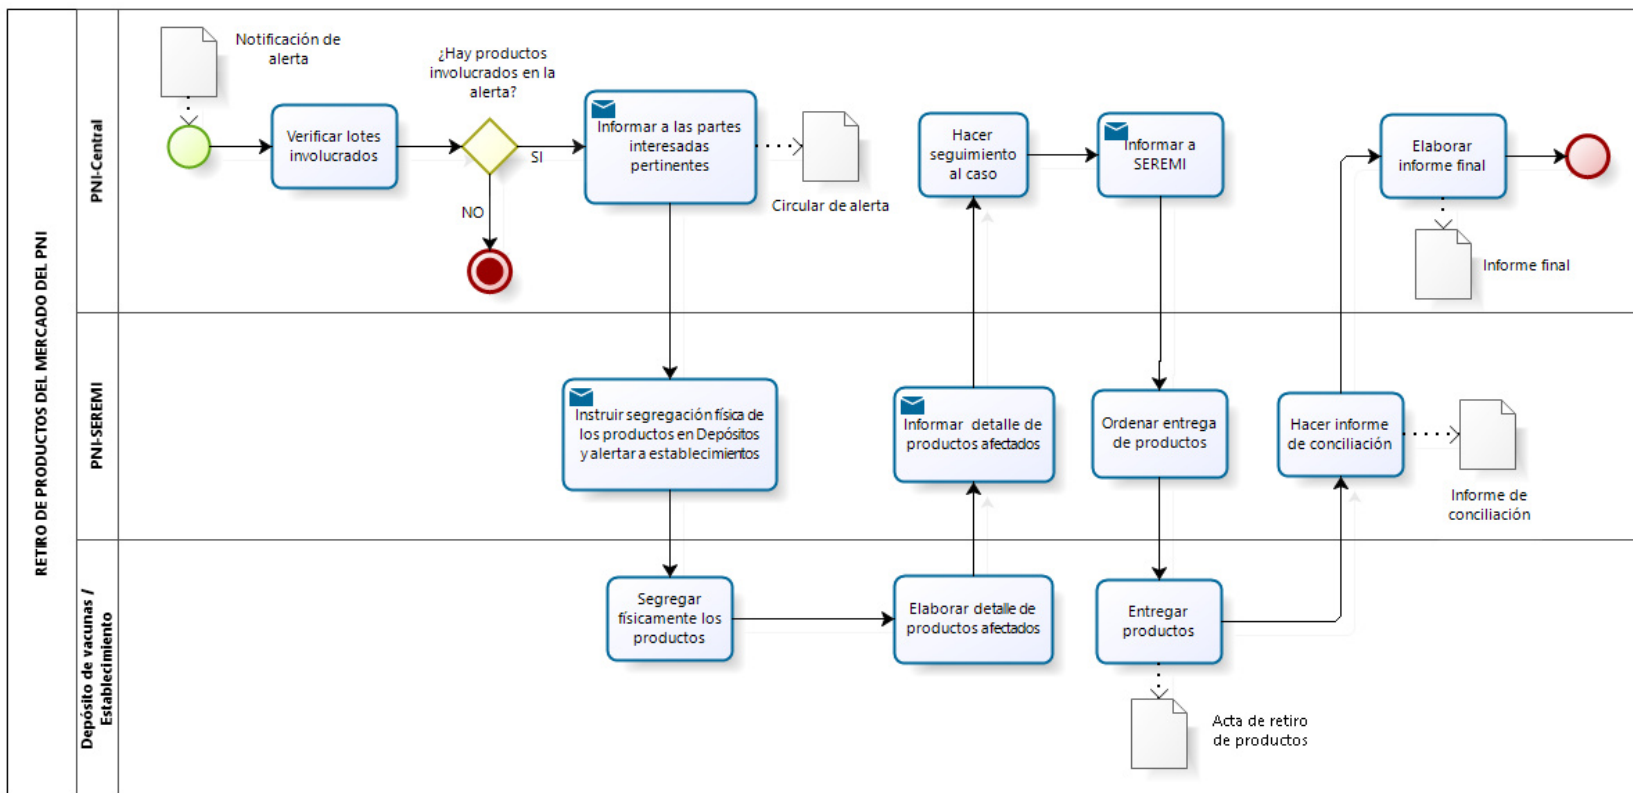 RETIRO DE PRODUCTOS DEL MERCADO DEL PNI
PNI-Central
Notificación de
alerta
Verificar lotes
involucrados
¿Hay productos
involucrados en la
alerta?
SI
NO
Informar a las partes
interesadas
pertinentes
Circular de alerta
Hacer
seguimiento
al caso
Informar a
SEREMI
Elaborar
informe final
Informe final
PNI-SEREMI
Instruir segregación física de
los productos en Depósitos
y alertar a establecimientos
Informar detalle de
productos afectados
Ordenar entrega
de productos
Hacer informe
de conciliación
Informe de
conciliación
Depósito de vacunas /
Establecimiento
Segregar
físicamente los
productos
Elaborar detalle de
productos afectados
Entregar
productos
Acta de retiro
de productos